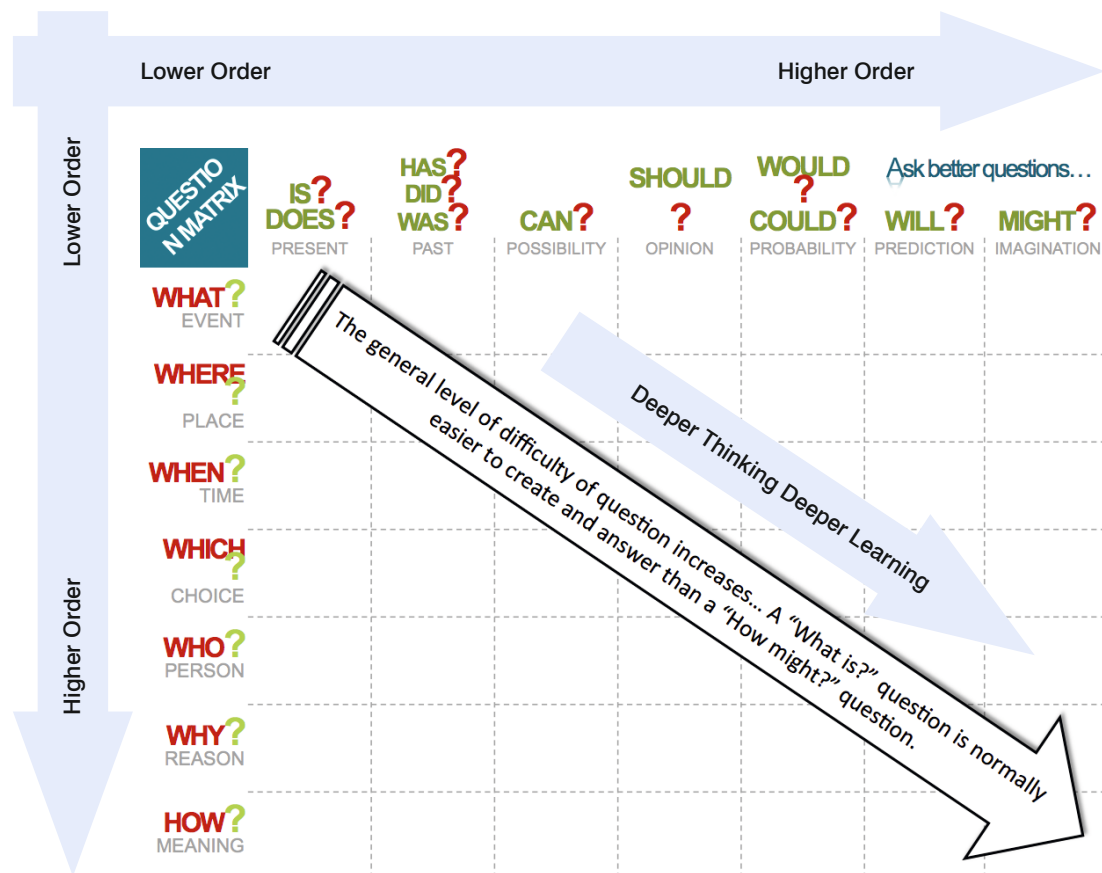 Lower Order
Higher Order
Lower Order
Higher Order
QUESTIO
N MATRIX
IS?
DOES?
PRESENT
HAS?
DID?
WAS?
PAST
CAN?
POSSIBILITY
SHOULD
?
OPINION
WOULD
?
COULD?
PROBABILITY
Ask better questions…
WILL?
PREDICTION
MIGHT?
IMAGINATION
WHAT?
EVENT
WHERE
?
PLACE
WHEN?
TIME
WHICH
?
CHOICE
WHO?
PERSON
WHY?
REASON
HOW?
MEANING
The general level of difficulty of question increases... A “What is?” question is normally
easier to create and answer than a “How might?” question.
Deeper Thinking Deeper Learning